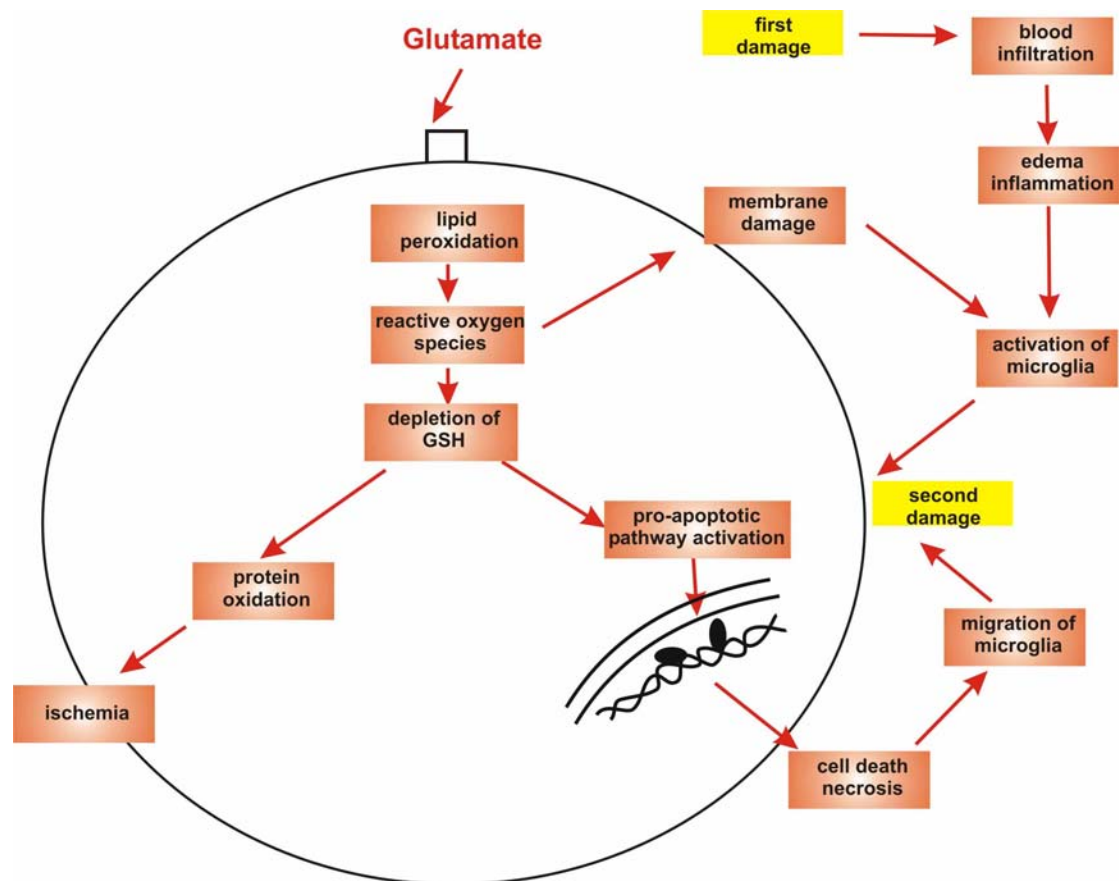 Glutamate
first
damage
blood
infiltration
edema
inflammation
membrane
damage
lipid
peroxidation
reactive oxygen
species
activation of
microglia
depletion of
GSH
second
damage
pro-apoptotic
pathway activation
protein
oxidation
migration of
microglia
ischemia
cell death
necrosis